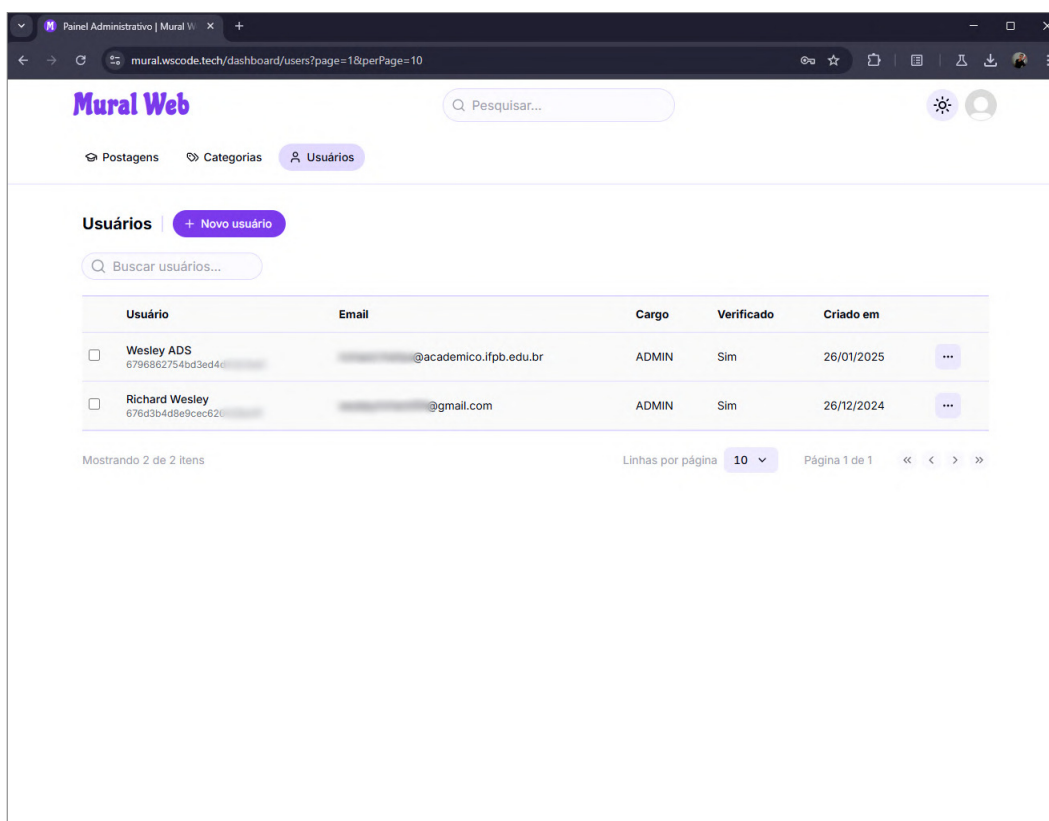 Painel Administrativo | Mural W
mural.wscode.tech/dashboard/users?page=1&perPage=10
Mural Web
Pesquisar...
Postagens Categorias Usuários
Usuários + Novo usuário
Buscar usuários...
Usuário Email Cargo Verificado Criado em
Wesley ADS
6796862754bd3ed4
@academico.ifpb.edu.br ADMIN Sim 26/01/2025 ...
Richard Wesley
676d3b4d8e9cec62
@gmail.com ADMIN Sim 26/12/2024 ...
Mostrando 2 de 2 itens Linhas por página 10 Página 1 de 1 « ‹ › »